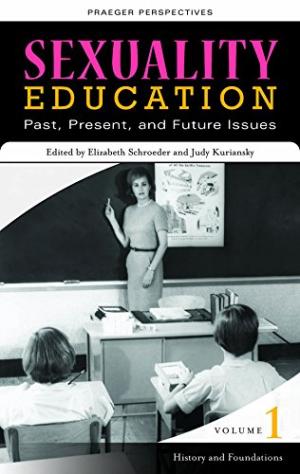 PRAEGER PERSPECTIVES
SEXUALITY
EDUCATION
Past, Present, and Future Issues
Edited by Elizabeth Schroeder and Judy Kuriansky
VOLUME 1
History and Foundations